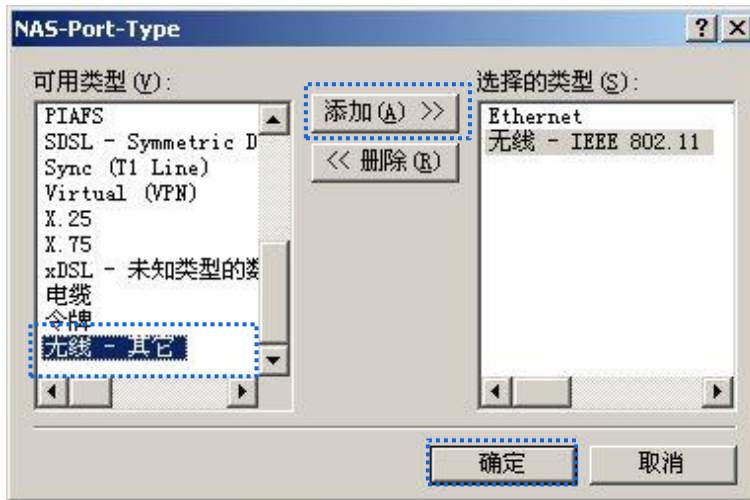 NAS-Port-Type
可用类型(V):
PIAFS
SDSL - Symmetric D
Sync (T1 Line)
Virtual (VPN)
X.25
X.75
xDSL - 未知类型的数
电缆
令牌
无线 - 其它
添加(A) >>
<< 删除(R)
选择的类型(S):
Ethernet
无线 - IEEE 802.11
确定
取消